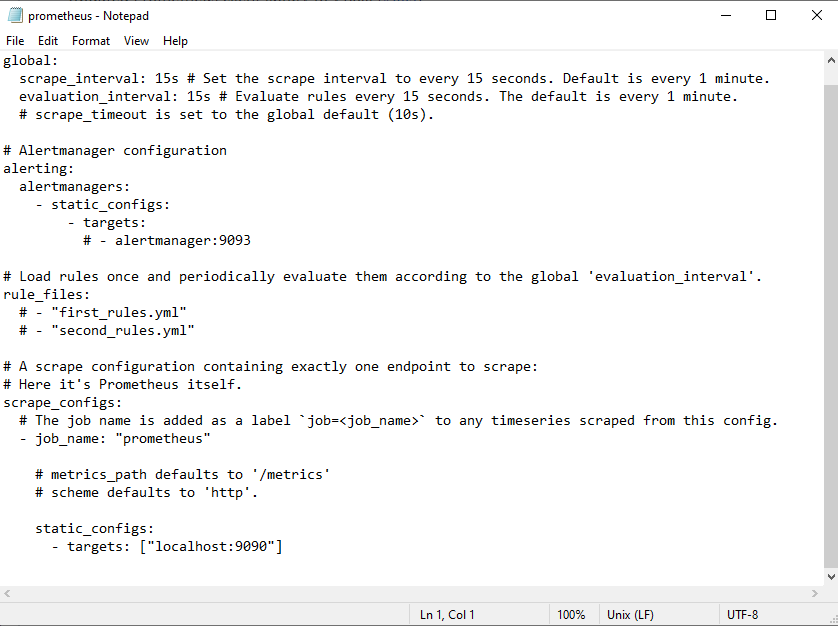 prometheus - Notepad
File Edit Format View Help
global:
  scrape_interval: 15s # Set the scrape interval to every 15 seconds. Default is every 1 minute.
  evaluation_interval: 15s # Evaluate rules every 15 seconds. The default is every 1 minute.
  # scrape_timeout is set to the global default (10s).

# Alertmanager configuration
alerting:
  alertmanagers:
    - static_configs:
        - targets:
          # - alertmanager:9093

# Load rules once and periodically evaluate them according to the global 'evaluation_interval'.
rule_files:
  # - "first_rules.yml"
  # - "second_rules.yml"

# A scrape configuration containing exactly one endpoint to scrape:
# Here it's Prometheus itself.
scrape_configs:
  # The job name is added as a label `job=<job_name>` to any timeseries scraped from this config.
  - job_name: "prometheus"

    # metrics_path defaults to '/metrics'
    # scheme defaults to 'http'.

    static_configs:
      - targets: ["localhost:9090"]
Ln 1, Col 1 100% Unix (LF) UTF-8